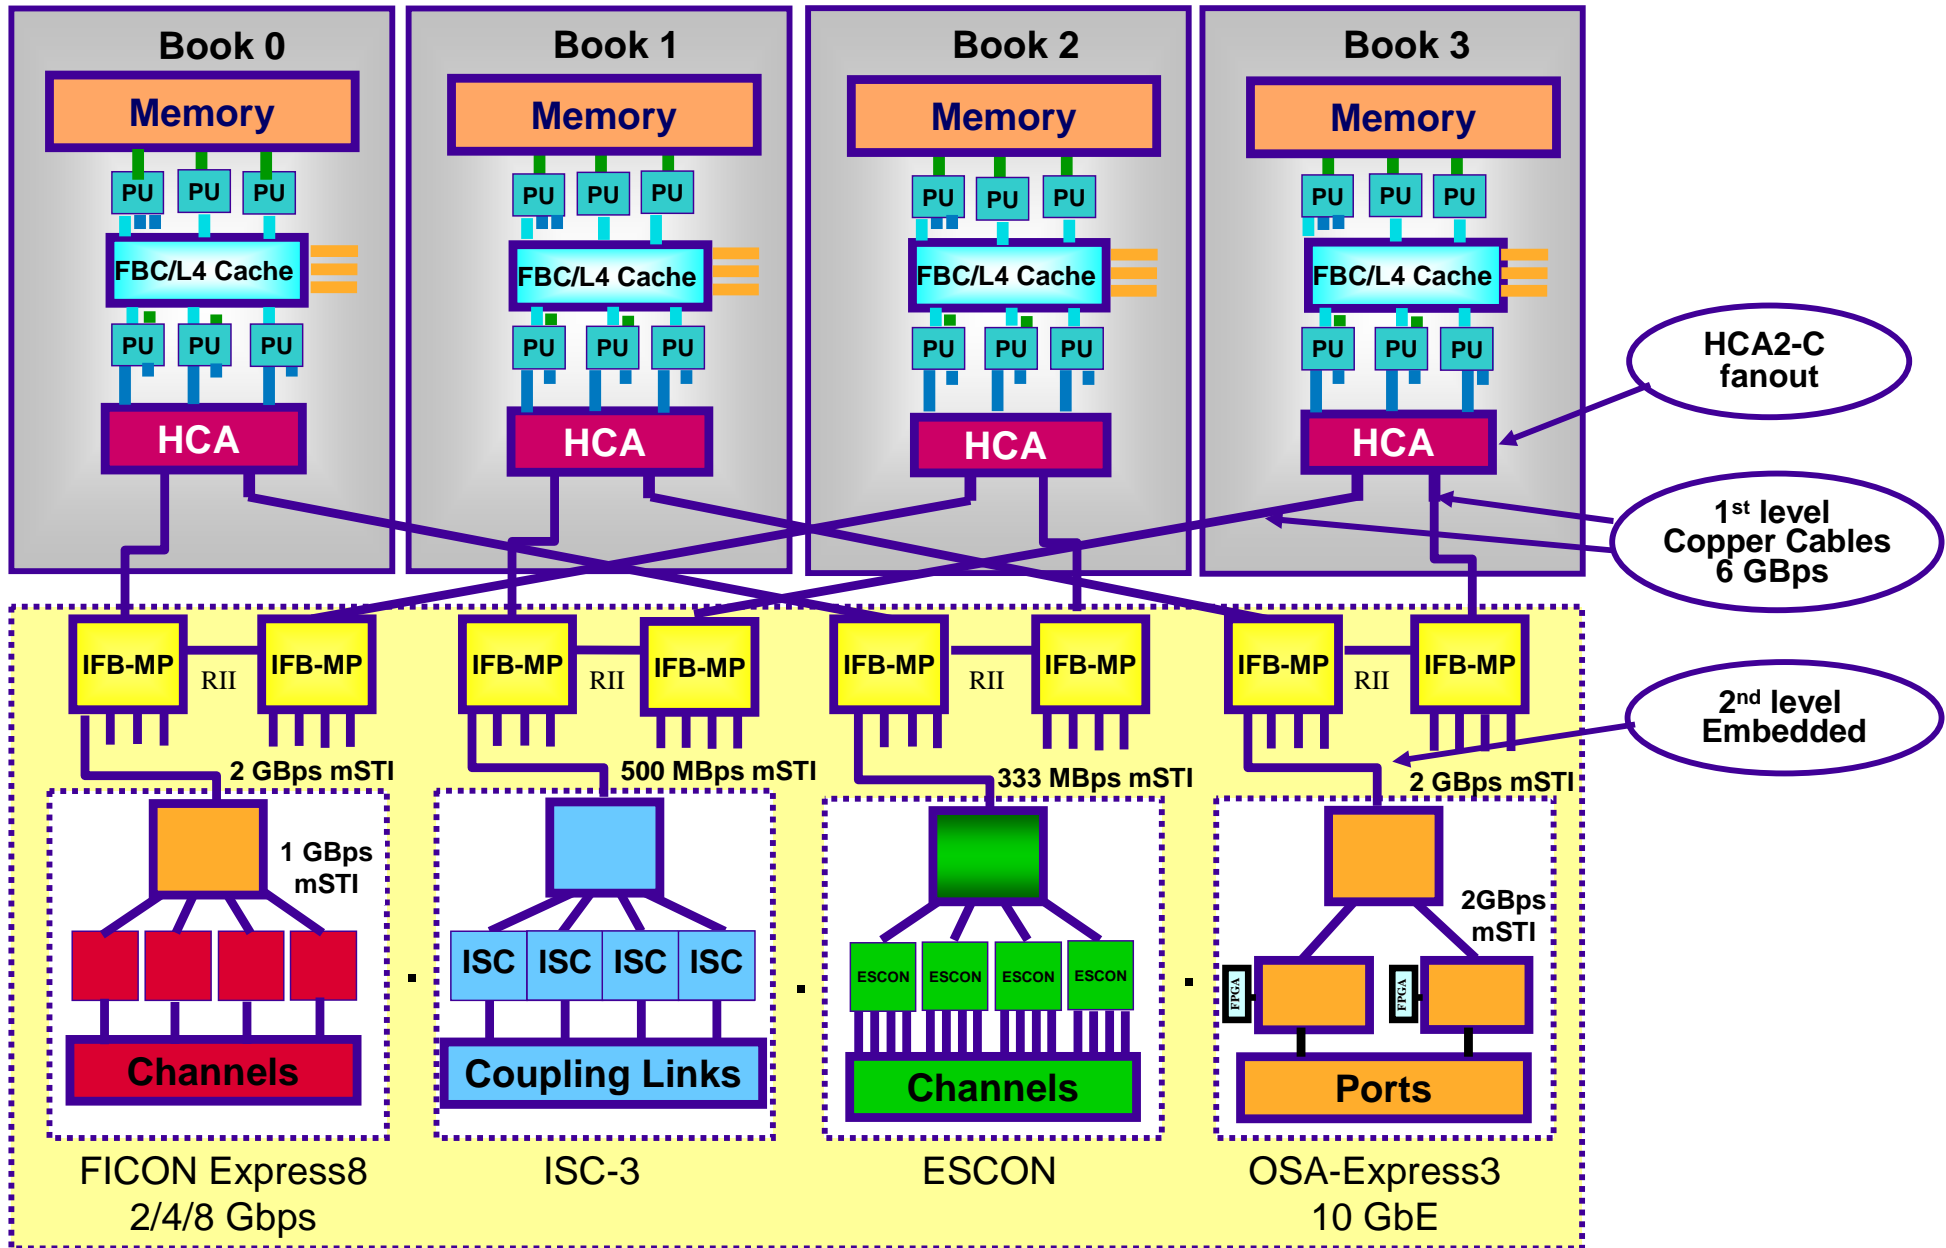 Book 0
Book 1
Book 2
Book 3
Memory
Memory
Memory
Memory
PU
PU
PU
PU
PU
PU
PU
PU
PU
PU
PU
PU
FBC/L4 Cache
FBC/L4 Cache
FBC/L4 Cache
FBC/L4 Cache
PU
PU
PU
PU
PU
PU
PU
PU
PU
PU
PU
PU
HCA
HCA
HCA
HCA
HCA2-C
fanout
1st level
Copper Cables
6 GBps
IFB-MP
RII
IFB-MP
IFB-MP
RII
IFB-MP
IFB-MP
RII
IFB-MP
IFB-MP
RII
IFB-MP
2nd level
Embedded
2 GBps mSTI
500 MBps mSTI
333 MBps mSTI
2 GBps mSTI
1 GBps
mSTI
2GBps
mSTI
ISC
ISC
ISC
ISC
ESCON
ESCON
ESCON
ESCON
FPGA
FPGA
Channels
Coupling Links
Channels
Ports
FICON Express8
2/4/8 Gbps
ISC-3
ESCON
OSA-Express3
10 GbE